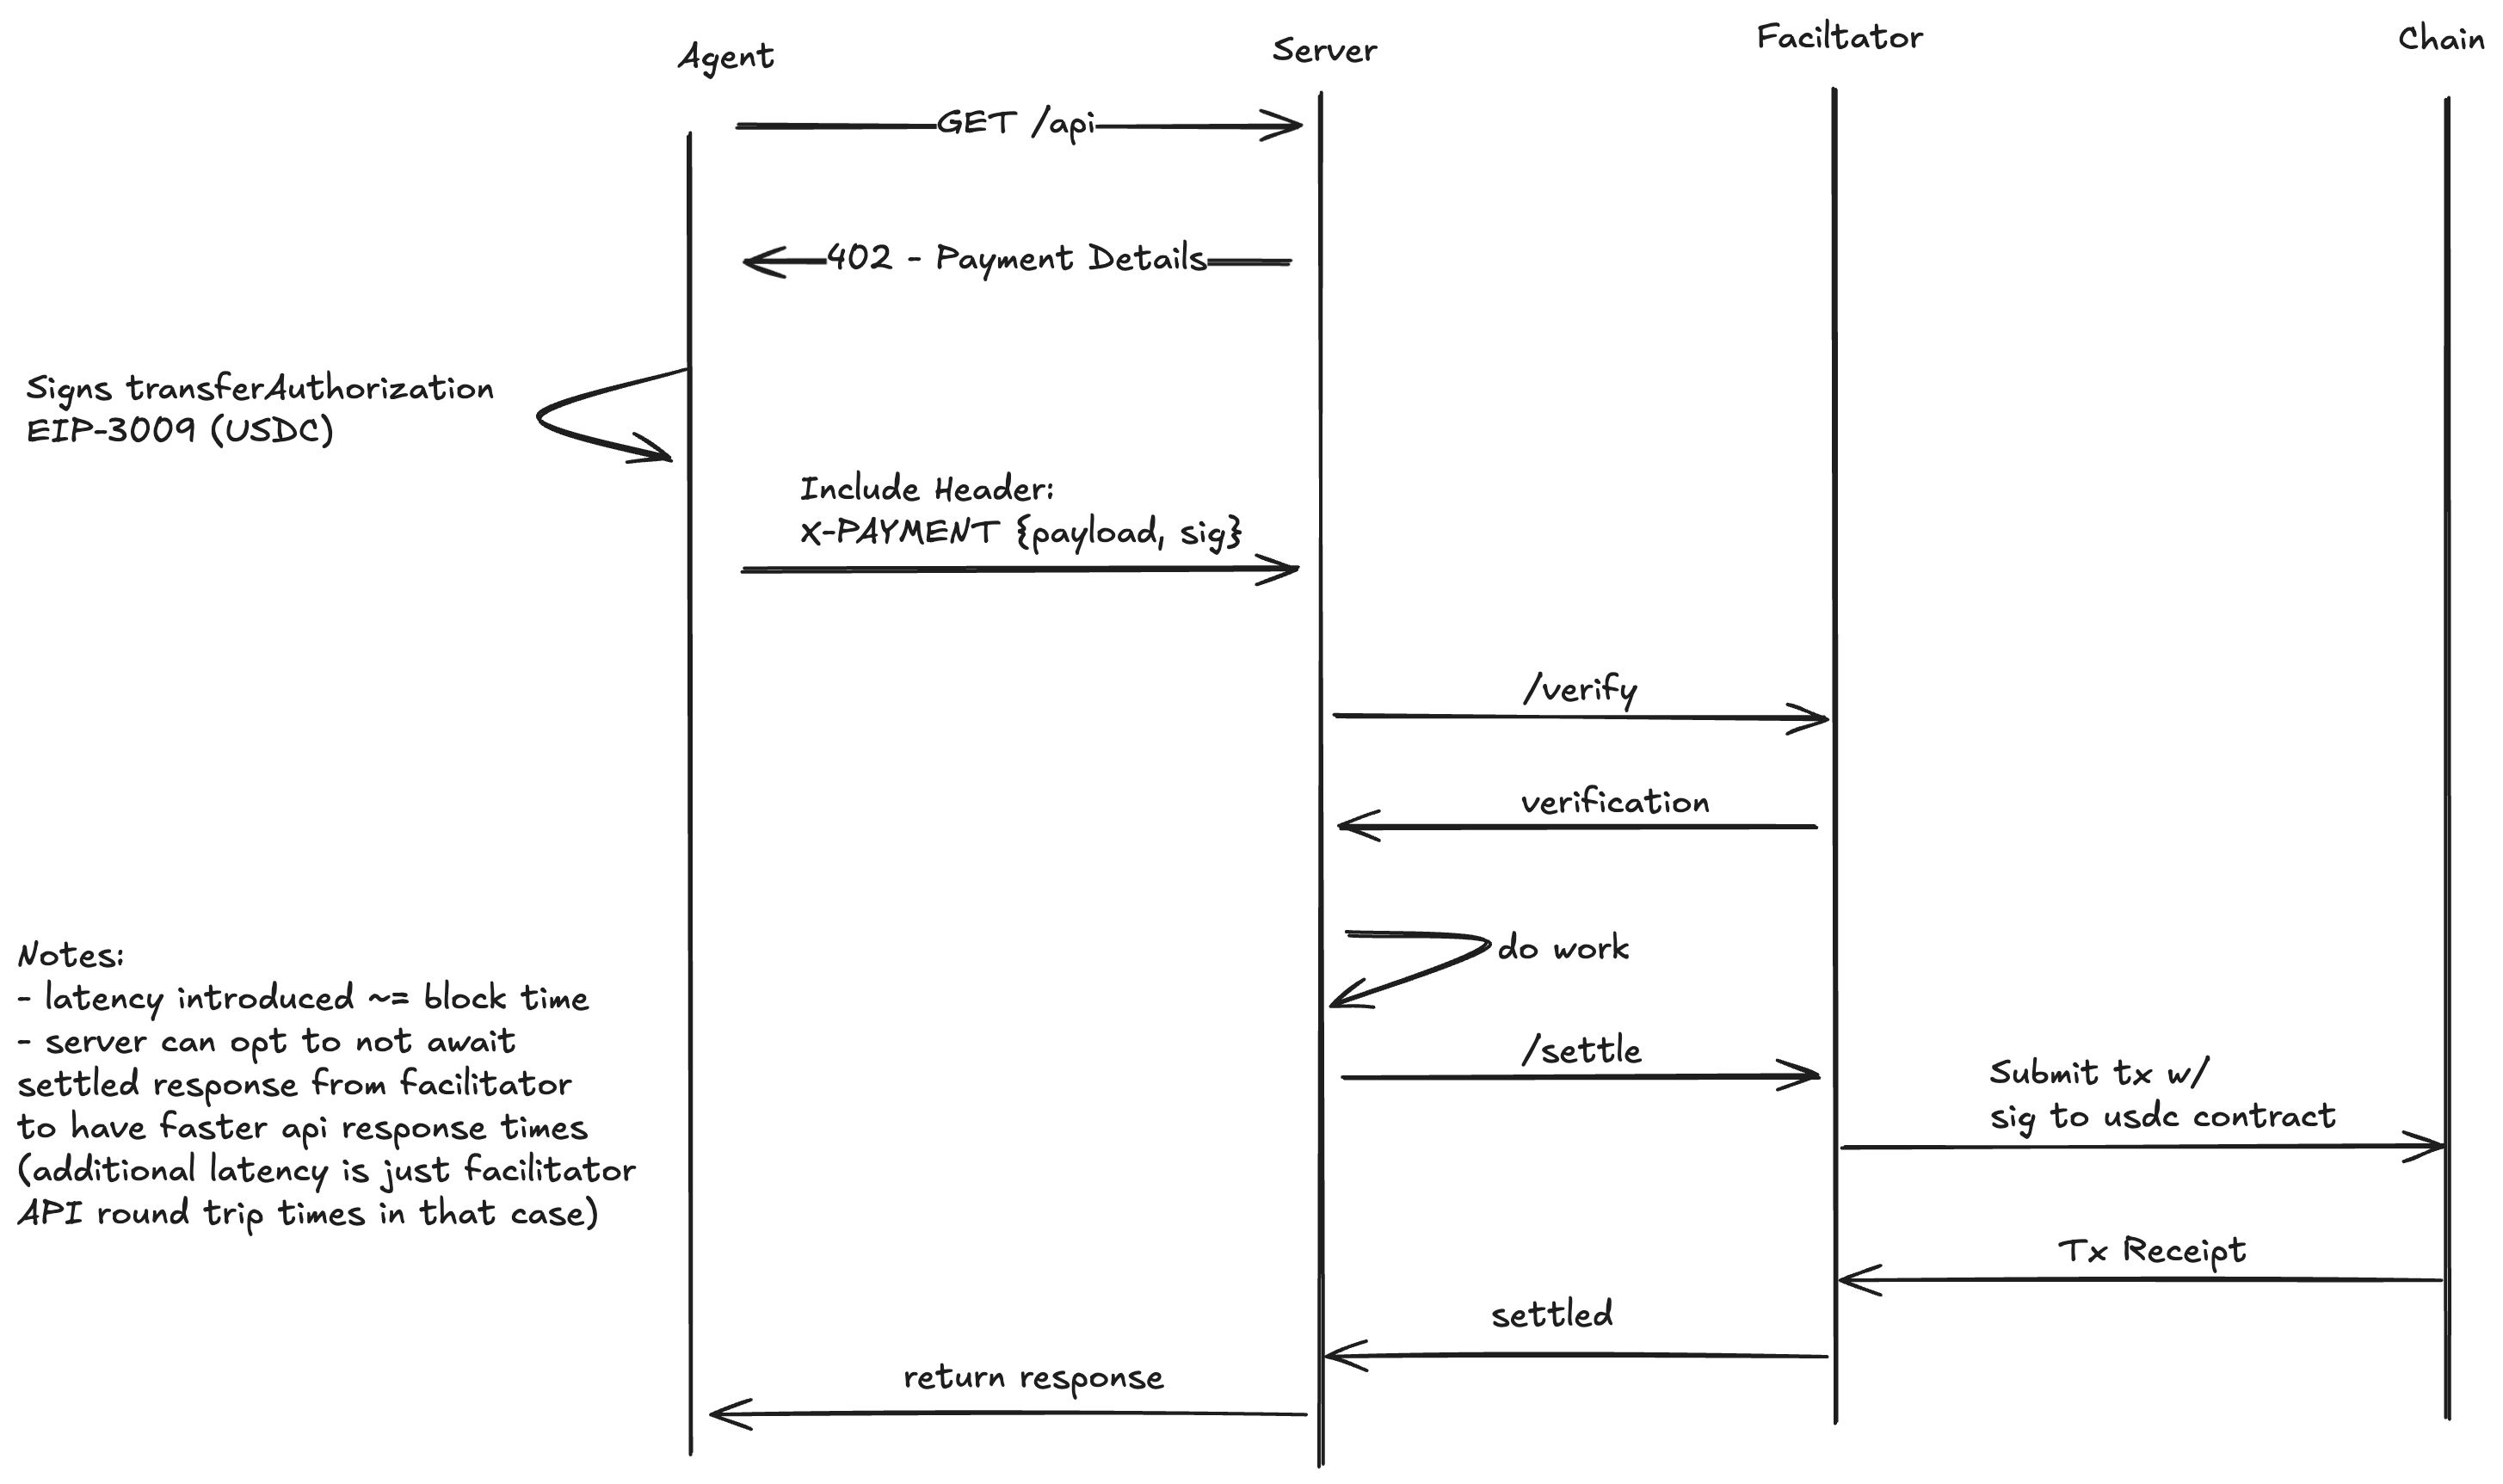 Agent
Server
Faciltator
Chain
GET /api
402 - Payment Details
Signs transferAuthorization
EIP-3009 (USDC)
Include Header:
X-PAYMENT {payload, sig}
/verify
verification
do work
/settle
Submit tx w/
sig to usdc contract
Tx Receipt
settled
return response
Notes:
- latency introduced ~= block time
- server can opt to not await
settled response from facilitator
to have faster api response times
(additional latency is just facilitator
API round trip times in that case)